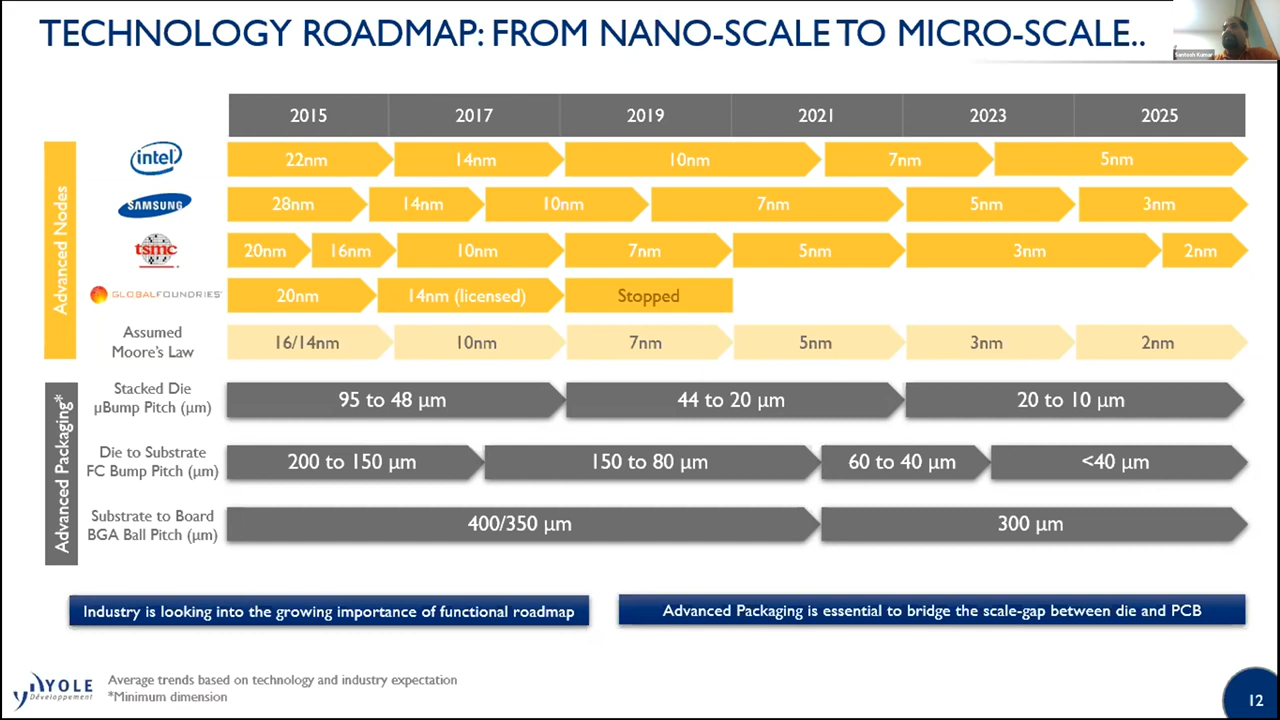 TECHNOLOGY ROADMAP: FROM NANO-SCALE TO MICRO-SCALE..
Santosh Kumar
2015 2017 2019 2021 2023 2025
Advanced Nodes
intel 22nm 14nm 10nm 7nm 5nm
SAMSUNG 28nm 14nm 10nm 7nm 5nm 3nm
tsmc 20nm 16nm 10nm 7nm 5nm 3nm 2nm
GLOBALFOUNDRIES 20nm 14nm (licensed) Stopped
Assumed
Moore's Law 16/14nm 10nm 7nm 5nm 3nm 2nm
Advanced Packaging*
Stacked Die
µBump Pitch (µm) 95 to 48 µm 44 to 20 µm 20 to 10 µm
Die to Substrate
FC Bump Pitch (µm) 200 to 150 µm 150 to 80 µm 60 to 40 µm <40 µm
Substrate to Board
BGA Ball Pitch (µm) 400/350 µm 300 µm
Industry is looking into the growing importance of functional roadmap
Advanced Packaging is essential to bridge the scale-gap between die and PCB
YOLE
Développement
Average trends based on technology and industry expectation
*Minimum dimension
12